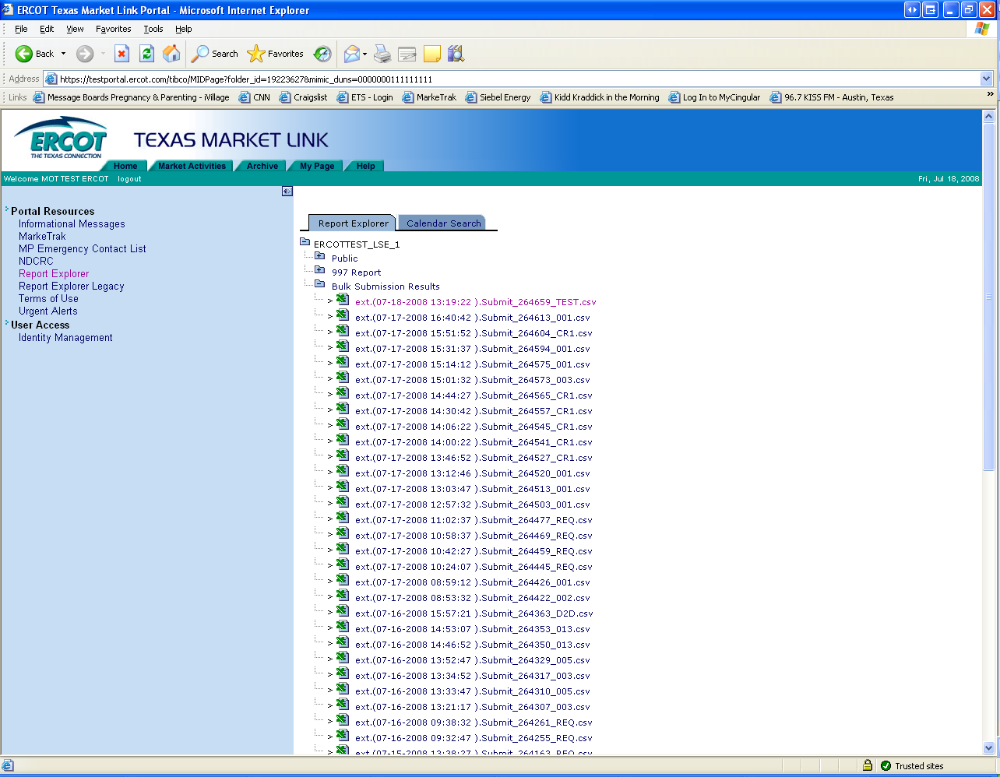 ERCOT Texas Market Link Portal - Microsoft Internet Explorer
File Edit View Favorites Tools Help
Back Search Favorites
Address https://testportal.ercot.com/tibco/MIDPage?folder_id=19223627&mimic_duns=0000000111111111
Links Message Boards Pregnancy & Parenting - iVillage CNN Craigslist ETS - Login MarkeTrak Siebel Energy Kidd Kraddick in the Morning Log In to MyCingular 96.7 KISS FM - Austin, Texas »
ERCOT TEXAS MARKET LINK
THE TEXAS CONNECTION
Home Market Activities Archive My Page Help
Welcome MOT TEST ERCOT logout Fri, Jul 18, 2008
Portal Resources
Informational Messages
MarkeTrak
MP Emergency Contact List
NDCRC
Report Explorer
Report Explorer Legacy
Terms of Use
Urgent Alerts
User Access
Identity Management
Report Explorer Calendar Search
ERCOTTEST_LSE_1
Public
997 Report
Bulk Submission Results
> ext.(07-18-2008 13:19:22 ).Submit_264659_TEST.csv
> ext.(07-17-2008 16:40:42 ).Submit_264613_001.csv
> ext.(07-17-2008 15:51:52 ).Submit_264604_CR1.csv
> ext.(07-17-2008 15:31:37 ).Submit_264594_001.csv
> ext.(07-17-2008 15:14:12 ).Submit_264575_001.csv
> ext.(07-17-2008 15:01:32 ).Submit_264573_003.csv
> ext.(07-17-2008 14:44:27 ).Submit_264565_CR1.csv
> ext.(07-17-2008 14:30:42 ).Submit_264557_CR1.csv
> ext.(07-17-2008 14:06:22 ).Submit_264545_CR1.csv
> ext.(07-17-2008 14:00:22 ).Submit_264541_CR1.csv
> ext.(07-17-2008 13:46:52 ).Submit_264527_CR1.csv
> ext.(07-17-2008 13:12:46 ).Submit_264520_001.csv
> ext.(07-17-2008 13:03:47 ).Submit_264513_001.csv
> ext.(07-17-2008 12:57:32 ).Submit_264503_001.csv
> ext.(07-17-2008 11:02:37 ).Submit_264477_REQ.csv
> ext.(07-17-2008 10:58:37 ).Submit_264469_REQ.csv
> ext.(07-17-2008 10:42:27 ).Submit_264459_REQ.csv
> ext.(07-17-2008 10:24:07 ).Submit_264445_REQ.csv
> ext.(07-17-2008 08:59:12 ).Submit_264426_001.csv
> ext.(07-17-2008 08:53:32 ).Submit_264422_002.csv
> ext.(07-16-2008 15:57:21 ).Submit_264363_D2D.csv
> ext.(07-16-2008 14:53:07 ).Submit_264353_013.csv
> ext.(07-16-2008 14:46:52 ).Submit_264350_013.csv
> ext.(07-16-2008 13:52:47 ).Submit_264329_005.csv
> ext.(07-16-2008 13:34:52 ).Submit_264317_003.csv
> ext.(07-16-2008 13:33:47 ).Submit_264310_005.csv
> ext.(07-16-2008 13:21:17 ).Submit_264307_003.csv
> ext.(07-16-2008 09:38:32 ).Submit_264261_REQ.csv
> ext.(07-16-2008 09:32:47 ).Submit_264255_REQ.csv
> ext.(07-15-2008 13:38:27 ).Submit_264163_REQ.csv
Trusted sites